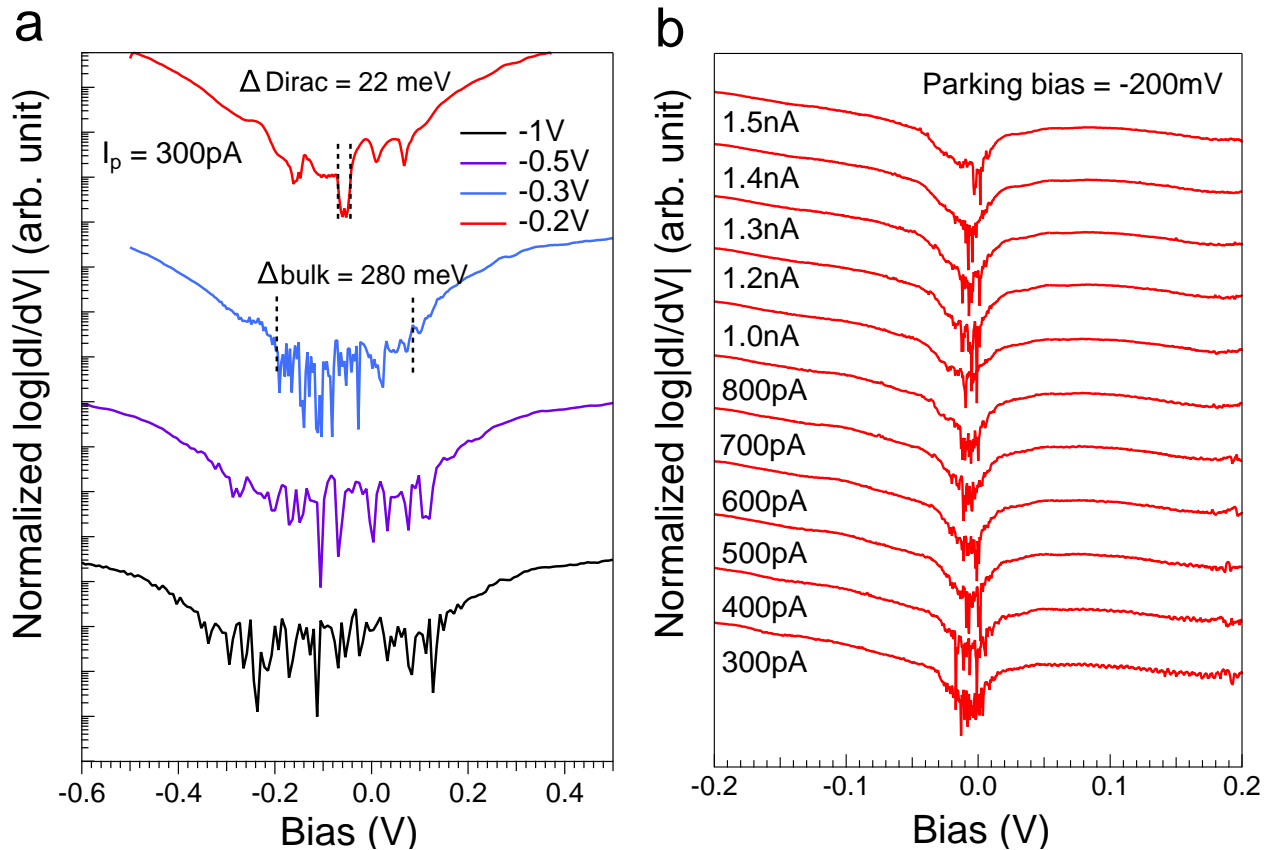 a
Normalized log|dI/dV| (arb. unit)
Δ Dirac = 22 meV
I_p = 300pA
-1V
-0.5V
-0.3V
-0.2V
Δbulk = 280 meV
-0.6
-0.4
-0.2
0.0
0.2
0.4
Bias (V)
b
Normalized log|dI/dV| (arb. unit)
Parking bias = -200mV
1.5nA
1.4nA
1.3nA
1.2nA
1.0nA
800pA
700pA
600pA
500pA
400pA
300pA
-0.2
-0.1
0.0
0.1
0.2
Bias (V)